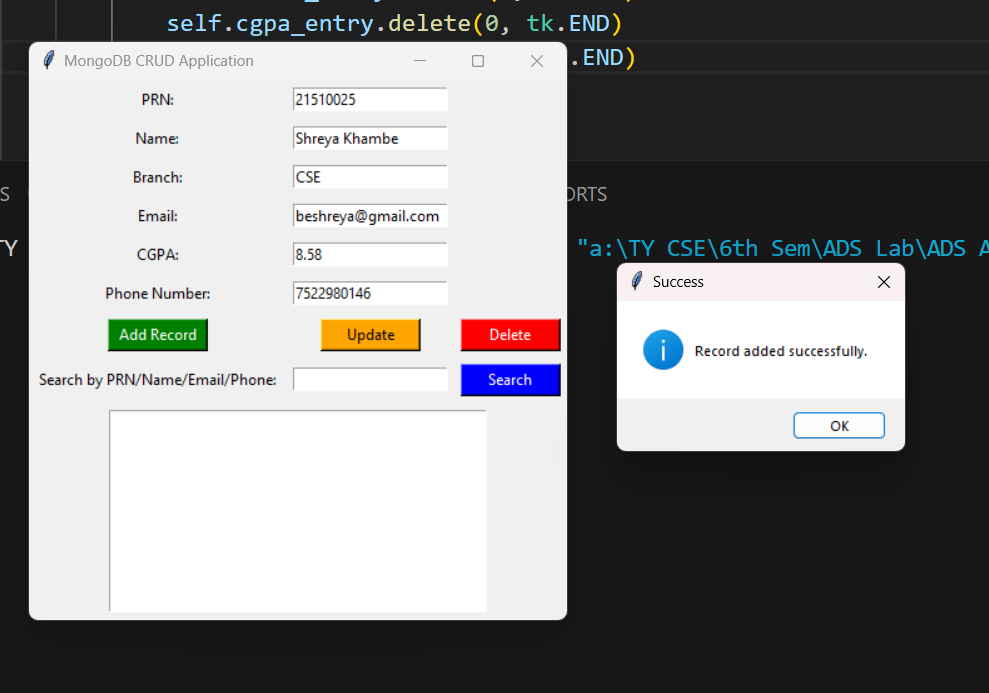 self.cgpa_entry.delete(0, tk.END)
.END)
MongoDB CRUD Application
PRN: 21510025
Name: Shreya Khambe
Branch: CSE
Email: beshreya@gmail.com
CGPA: 8.58
Phone Number: 7522980146
Add Record Update Delete
Search by PRN/Name/Email/Phone: Search
TY "a:\TY CSE\6th Sem\ADS Lab\ADS A
Success
Record added successfully.
OK